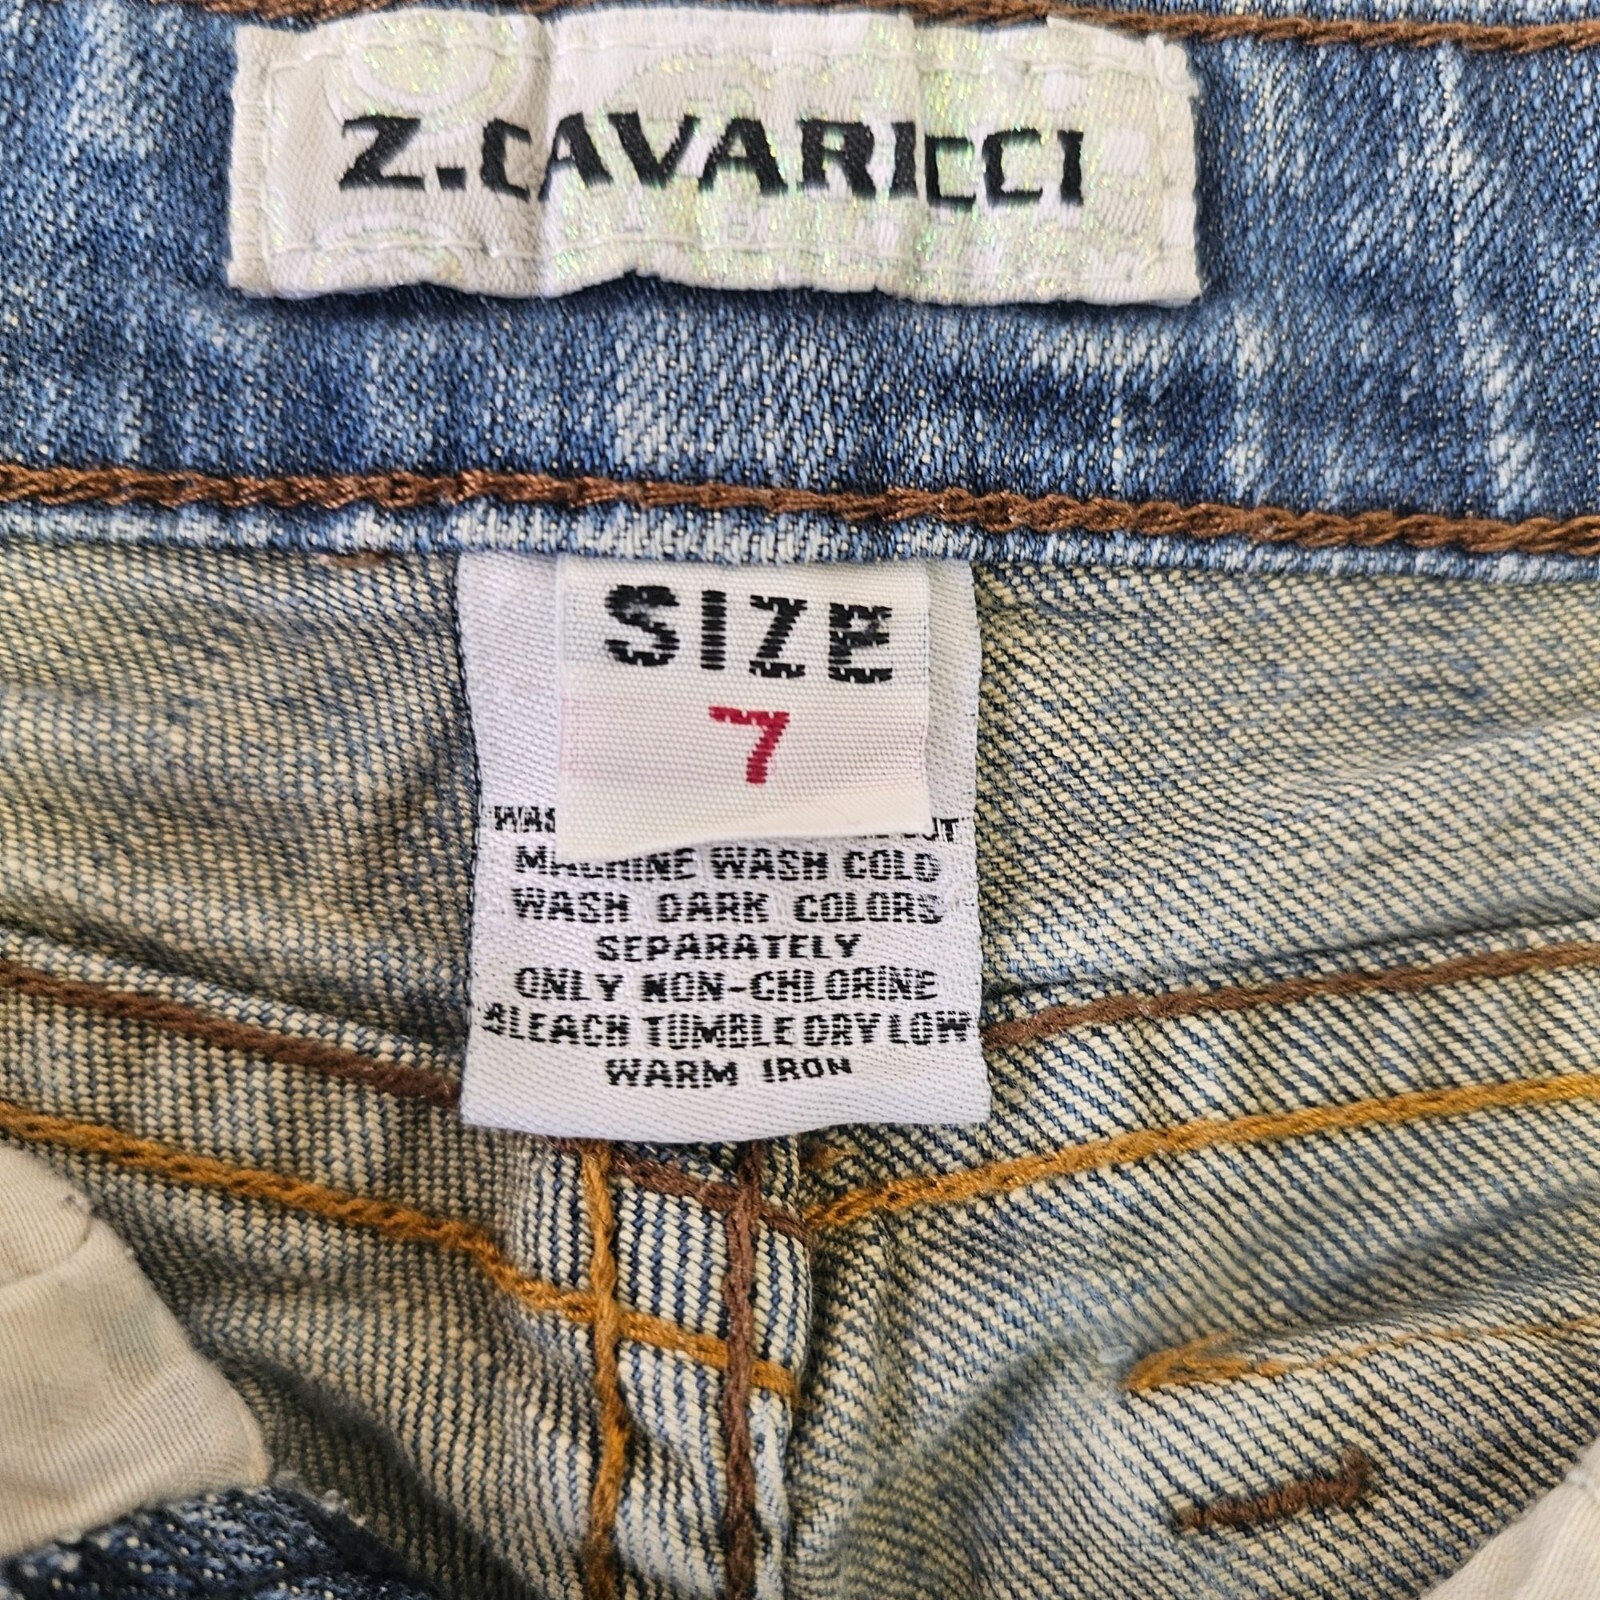 Z.CAVARICCI
SIZE
7
MACHINE WASH COLD
WASH DARK COLORS
SEPARATELY
ONLY NON-CHLORINE
BLEACH TUMBLE DRY LOW
WARM IRON